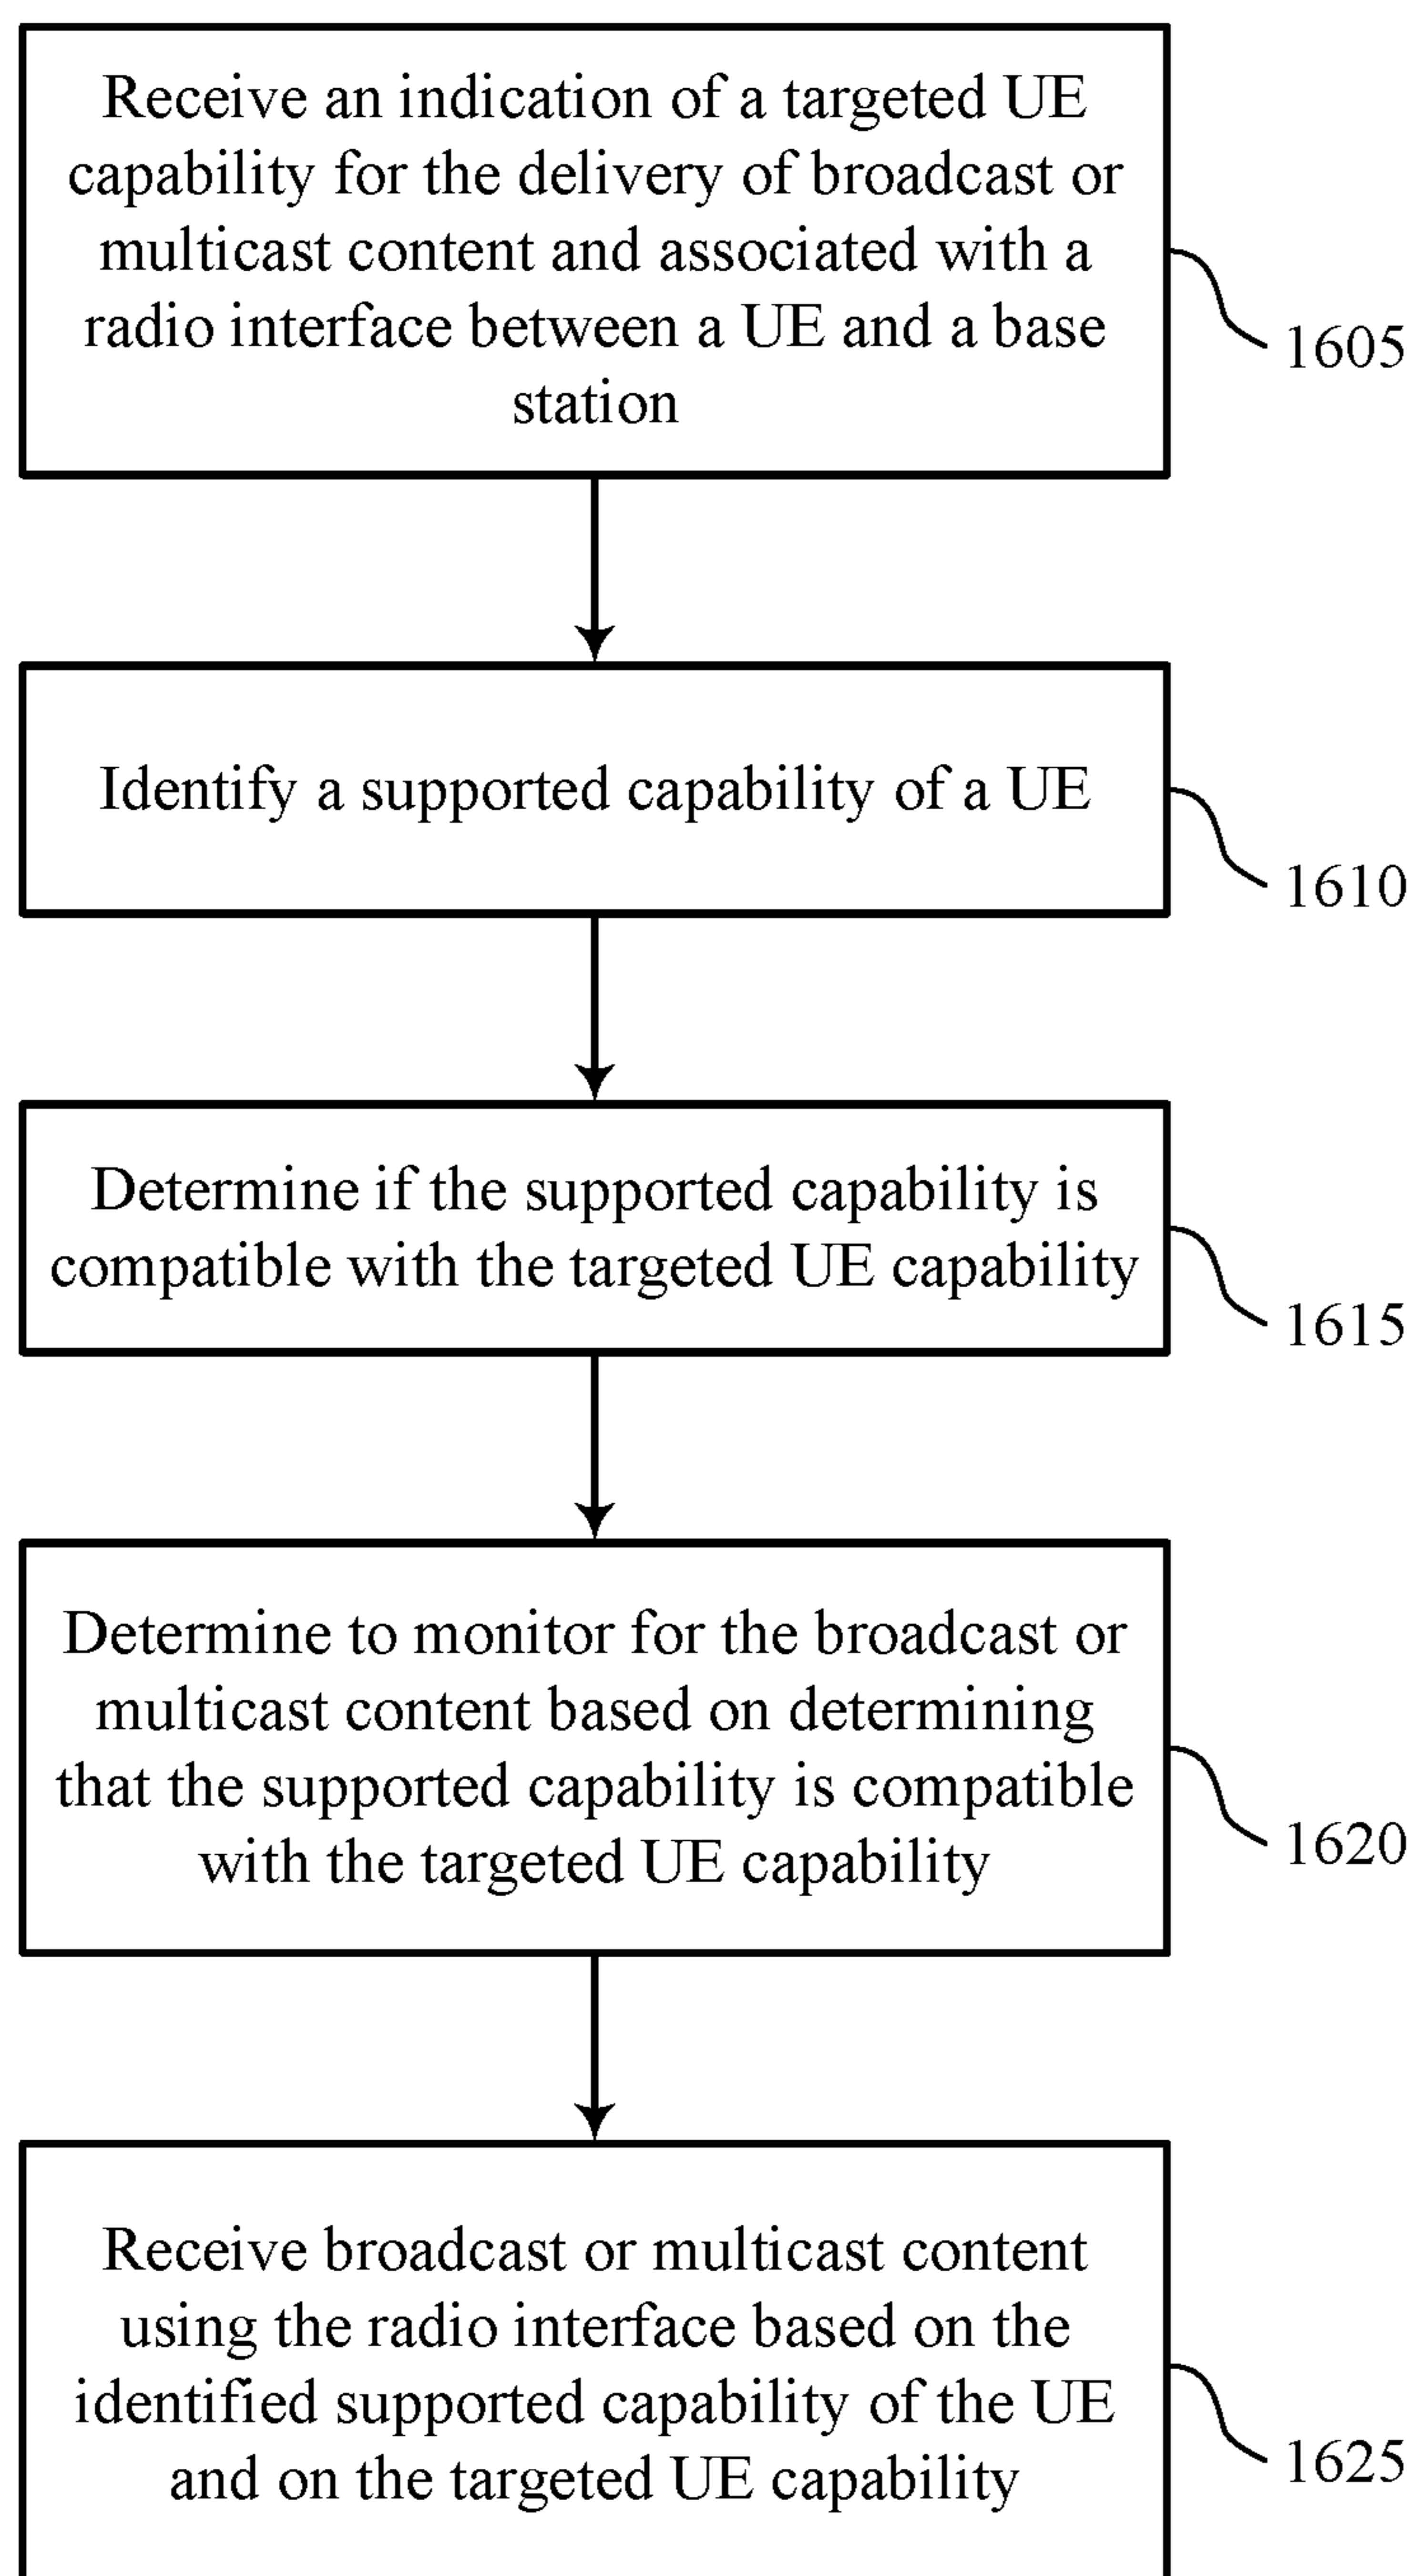 Receive an indication of a targeted UE
capability for the delivery of broadcast or
multicast content and associated with a
radio interface between a UE and a base
station
1605
Identify a supported capability of a UE
1610
Determine if the supported capability is
compatible with the targeted UE capability
1615
Determine to monitor for the broadcast or
multicast content based on determining
that the supported capability is compatible
with the targeted UE capability
1620
Receive broadcast or multicast content
using the radio interface based on the
identified supported capability of the UE
and on the targeted UE capability
1625